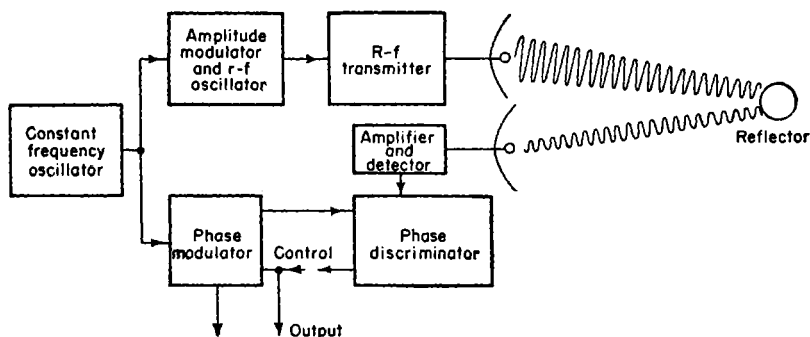 Amplitude
modulator
and r-f
oscillator
R-f
transmitter
Constant
frequency
oscillator
Amplifier
and
detector
Reflector
Phase
modulator
Control
Phase
discriminator
Output